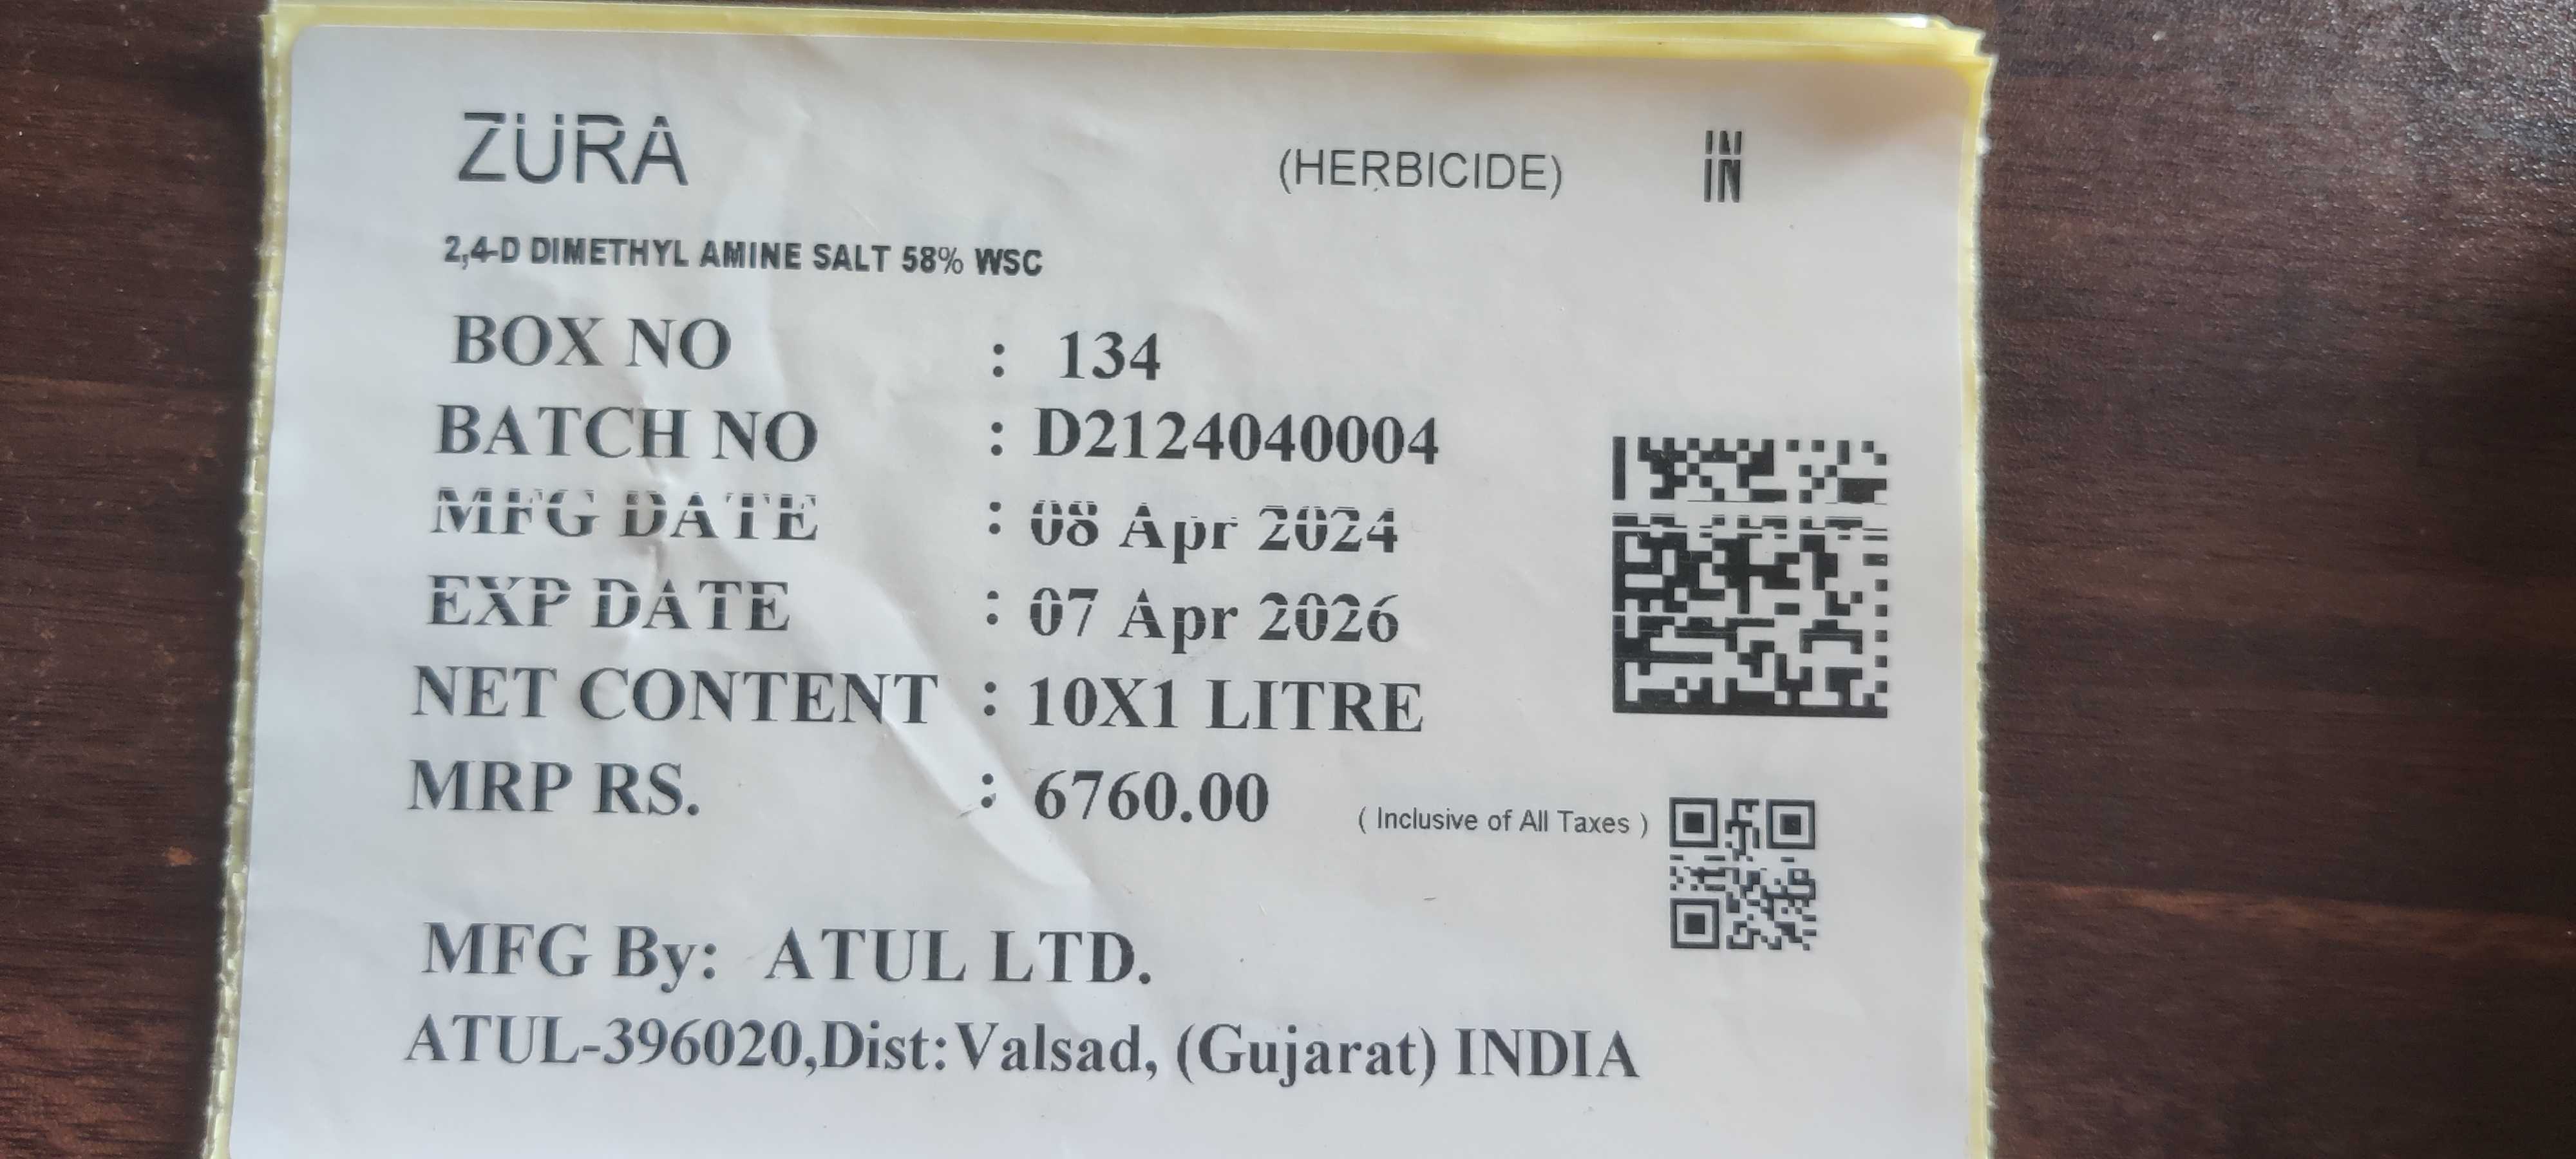 ZURA (HERBICIDE) IN
2,4-D DIMETHYL AMINE SALT 58% WSC
BOX NO : 134
BATCH NO : D2124040004
MFG DATE : 08 Apr 2024
EXP DATE : 07 Apr 2026
NET CONTENT : 10X1 LITRE
MRP RS. : 6760.00 ( Inclusive of All Taxes )
MFG By: ATUL LTD.
ATUL-396020,Dist:Valsad, (Gujarat) INDIA